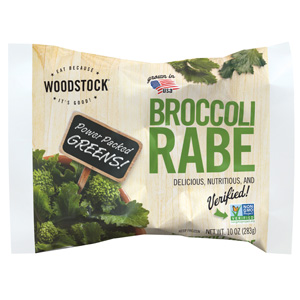 EAT BECAUSE
WOODSTOCK
IT'S GOOD!
grown in
USA
BROCCOLI
RABE
Power Packed
GREENS!
DELICIOUS, NUTRITIOUS, AND
Verified!
NON
GMO
VERIFIED
NET WT. 10 OZ (283g)